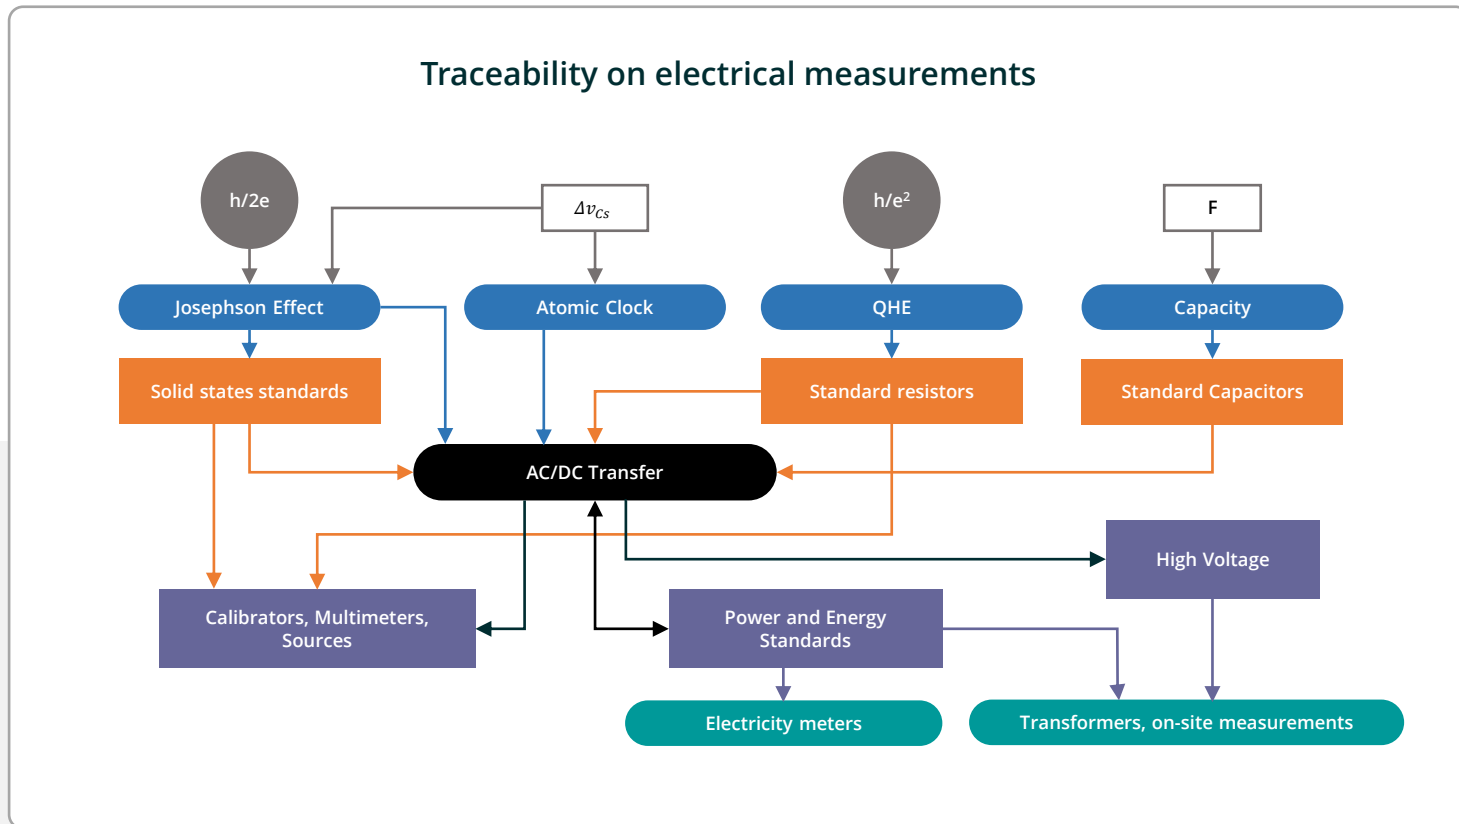 Traceability on electrical measurements
h/2e
Δv_Cs
h/e²
F
Josephson Effect
Atomic Clock
QHE
Capacity
Solid states standards
Standard resistors
Standard Capacitors
AC/DC Transfer
High Voltage
Calibrators, Multimeters,
Sources
Power and Energy
Standards
Electricity meters
Transformers, on-site measurements